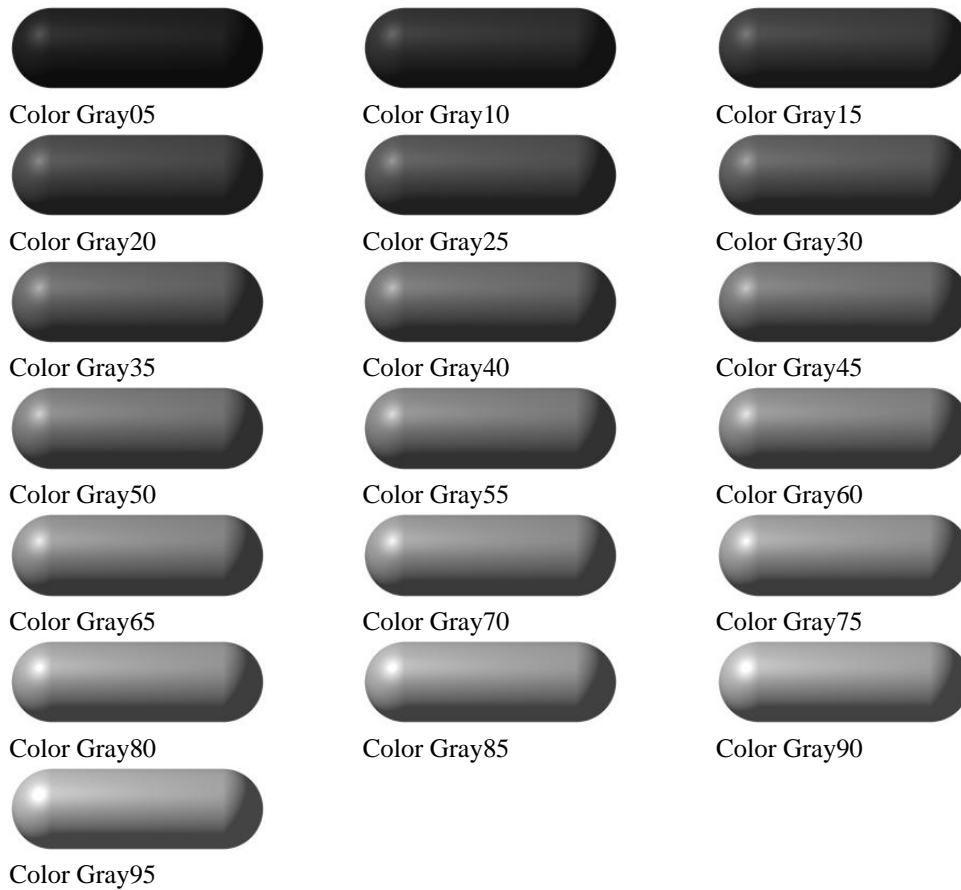 Color Gray05
Color Gray10
Color Gray15
Color Gray20
Color Gray25
Color Gray30
Color Gray35
Color Gray40
Color Gray45
Color Gray50
Color Gray55
Color Gray60
Color Gray65
Color Gray70
Color Gray75
Color Gray80
Color Gray85
Color Gray90
Color Gray95